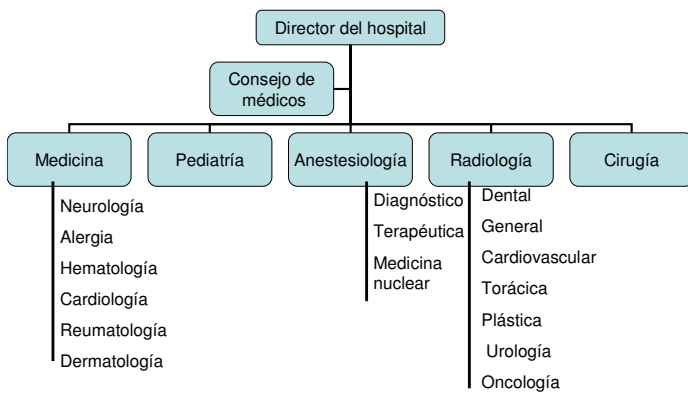 Director del hospital
Consejo de
médicos
Medicina
Pediatría
Anestesiología
Radiología
Cirugía
Neurología
Alergia
Hematología
Cardiología
Reumatología
Dermatología
Diagnóstico
Terapéutica
Medicina
nuclear
Dental
General
Cardiovascular
Torácica
Plástica
Urología
Oncología